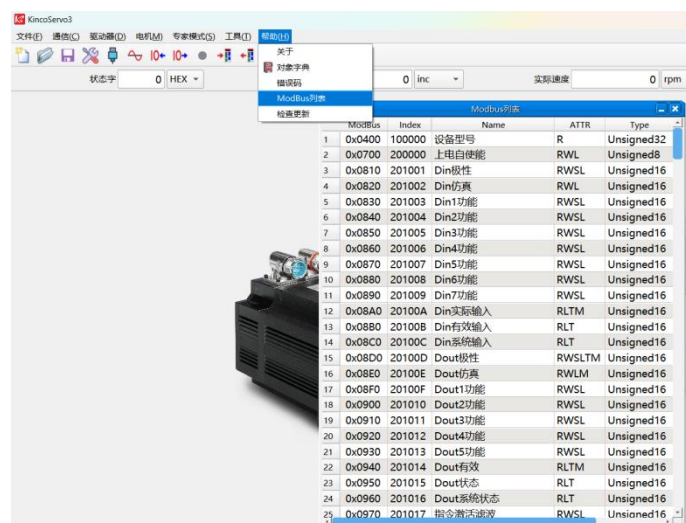 KincoServo3
文件(F) 通信(C) 驱动器(D) 电机(M) 专家模式(S) 工具(T) 帮助(H)
关于
对象字典
错误码
ModBus列表
检查更新
状态字 0 HEX 0 inc 实际速度 0 rpm
Modbus列表
ModBus Index Name ATTR Type
1 0x0400 100000 设备型号 R Unsigned32
2 0x0700 200000 上电自使能 RWL Unsigned8
3 0x0810 201001 Din极性 RWSL Unsigned16
4 0x0820 201002 Din仿真 RWL Unsigned16
5 0x0830 201003 Din1功能 RWSL Unsigned16
6 0x0840 201004 Din2功能 RWSL Unsigned16
7 0x0850 201005 Din3功能 RWSL Unsigned16
8 0x0860 201006 Din4功能 RWSL Unsigned16
9 0x0870 201007 Din5功能 RWSL Unsigned16
10 0x0880 201008 Din6功能 RWSL Unsigned16
11 0x0890 201009 Din7功能 RWSL Unsigned16
12 0x08A0 20100A Din实际输入 RLTM Unsigned16
13 0x08B0 20100B Din有效输入 RLT Unsigned16
14 0x08C0 20100C Din系统输入 RLT Unsigned16
15 0x08D0 20100D Dout极性 RWSLTM Unsigned16
16 0x08E0 20100E Dout仿真 RWLM Unsigned16
17 0x08F0 20100F Dout1功能 RWSL Unsigned16
18 0x0900 201010 Dout2功能 RWSL Unsigned16
19 0x0910 201011 Dout3功能 RWSL Unsigned16
20 0x0920 201012 Dout4功能 RWSL Unsigned16
21 0x0930 201013 Dout5功能 RWSL Unsigned16
22 0x0940 201014 Dout有效 RLTM Unsigned16
23 0x0950 201015 Dout状态 RLT Unsigned16
24 0x0960 201016 Dout系统状态 RLT Unsigned16
25 0x0970 201017 指令激活滤波 RWSL Unsigned16